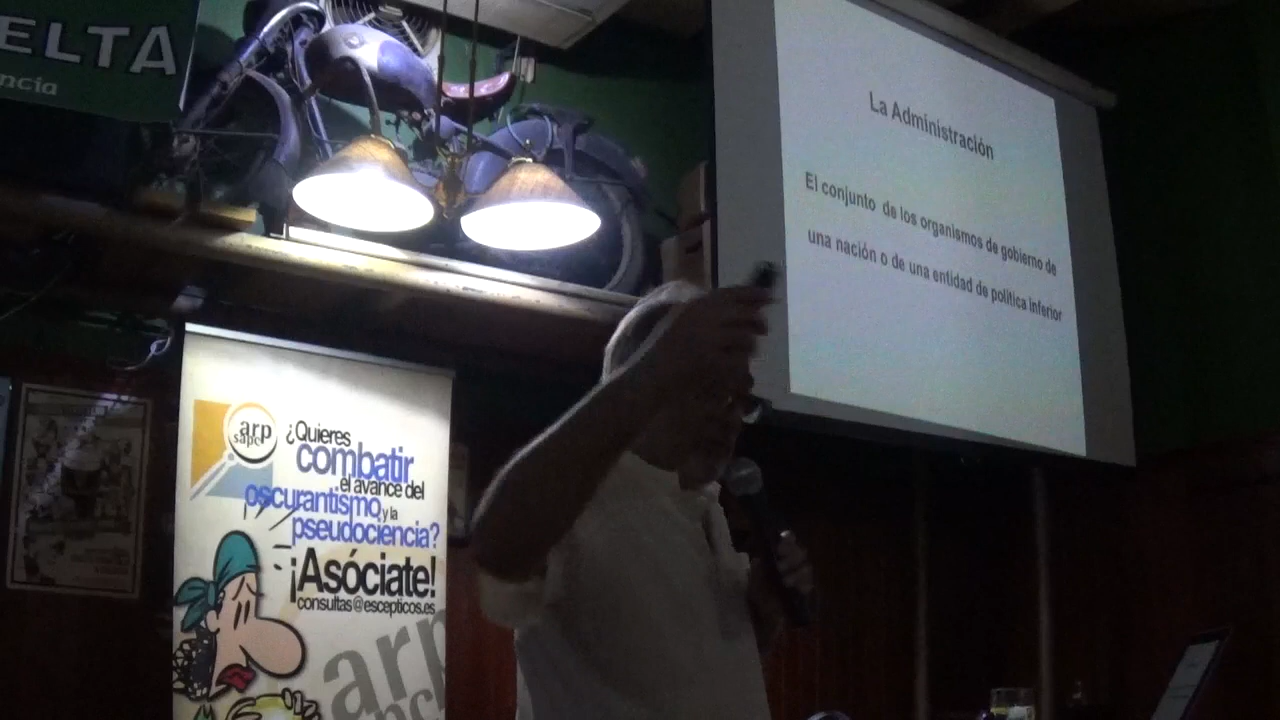 ELTA
ncia
La Administración
El conjunto de los organismos de gobierno de
una nación o de una entidad de política inferior
arp
sapc
¿Quieres
combatir
el avance del
oscurantismo y la
pseudociencia?
¡Asóciate!
consultas@escepticos.es
arp
sapc